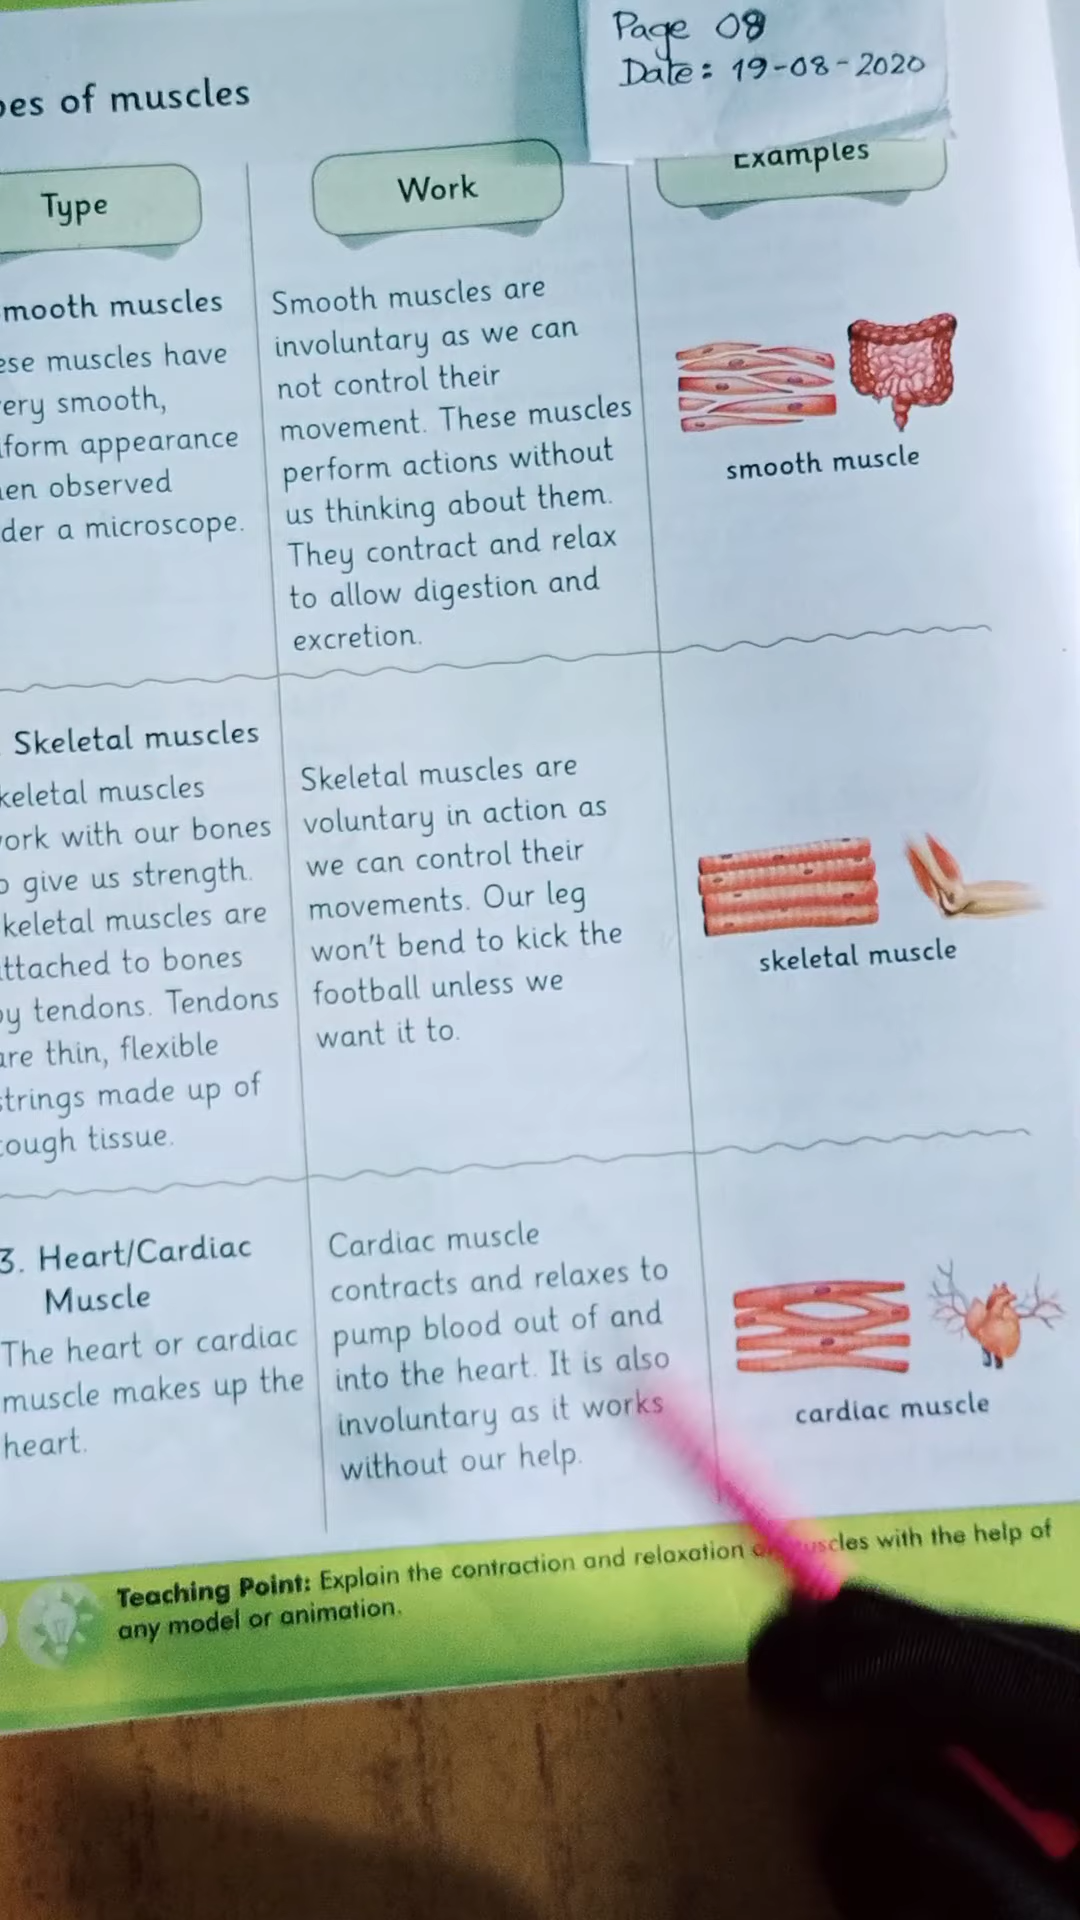 Page 08
Date: 19-08-2020
pes of muscles
Type
Work
Examples
mooth muscles
ese muscles have
ery smooth,
form appearance
en observed
der a microscope.
Smooth muscles are
involuntary as we can
not control their
movement. These muscles
perform actions without
us thinking about them.
They contract and relax
to allow digestion and
excretion.
smooth muscle
Skeletal muscles
keletal muscles
ork with our bones
o give us strength.
keletal muscles are
ttached to bones
by tendons. Tendons
are thin, flexible
strings made up of
tough tissue.
Skeletal muscles are
voluntary in action as
we can control their
movements. Our leg
won't bend to kick the
football unless we
want it to.
skeletal muscle
3. Heart/Cardiac
Muscle
The heart or cardiac
muscle makes up the
heart.
Cardiac muscle
contracts and relaxes to
pump blood out of and
into the heart. It is also
involuntary as it works
without our help.
cardiac muscle
Teaching Point: Explain the contraction and relaxation of muscles with the help of
any model or animation.